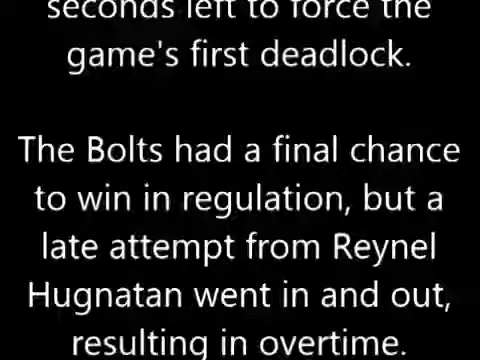 seconds left to force the
game's first deadlock.
The Bolts had a final chance
to win in regulation, but a
late attempt from Reynel
Hugnatan went in and out,
resulting in overtime.